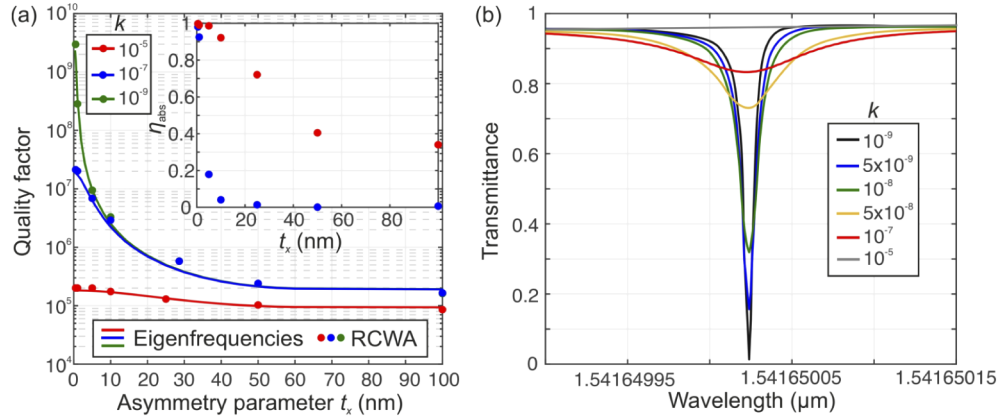 (a)
10^10
10^9
10^8
10^7
10^6
10^5
10^4
Quality factor
k
10^-5
10^-7
10^-9
1
0.8
0.6
0.4
0.2
0
η_abs
0 20 40 60 80
t_x (nm)
Eigenfrequencies RCWA
0 10 20 30 40 50 60 70 80 90 100
Asymmetry parameter t_x (nm)
(b)
1
0.8
0.6
0.4
0.2
0
Transmittance
k
10^-9
5x10^-9
10^-8
5x10^-8
10^-7
10^-5
1.541164995 1.54165005 1.541165015
Wavelength (μm)